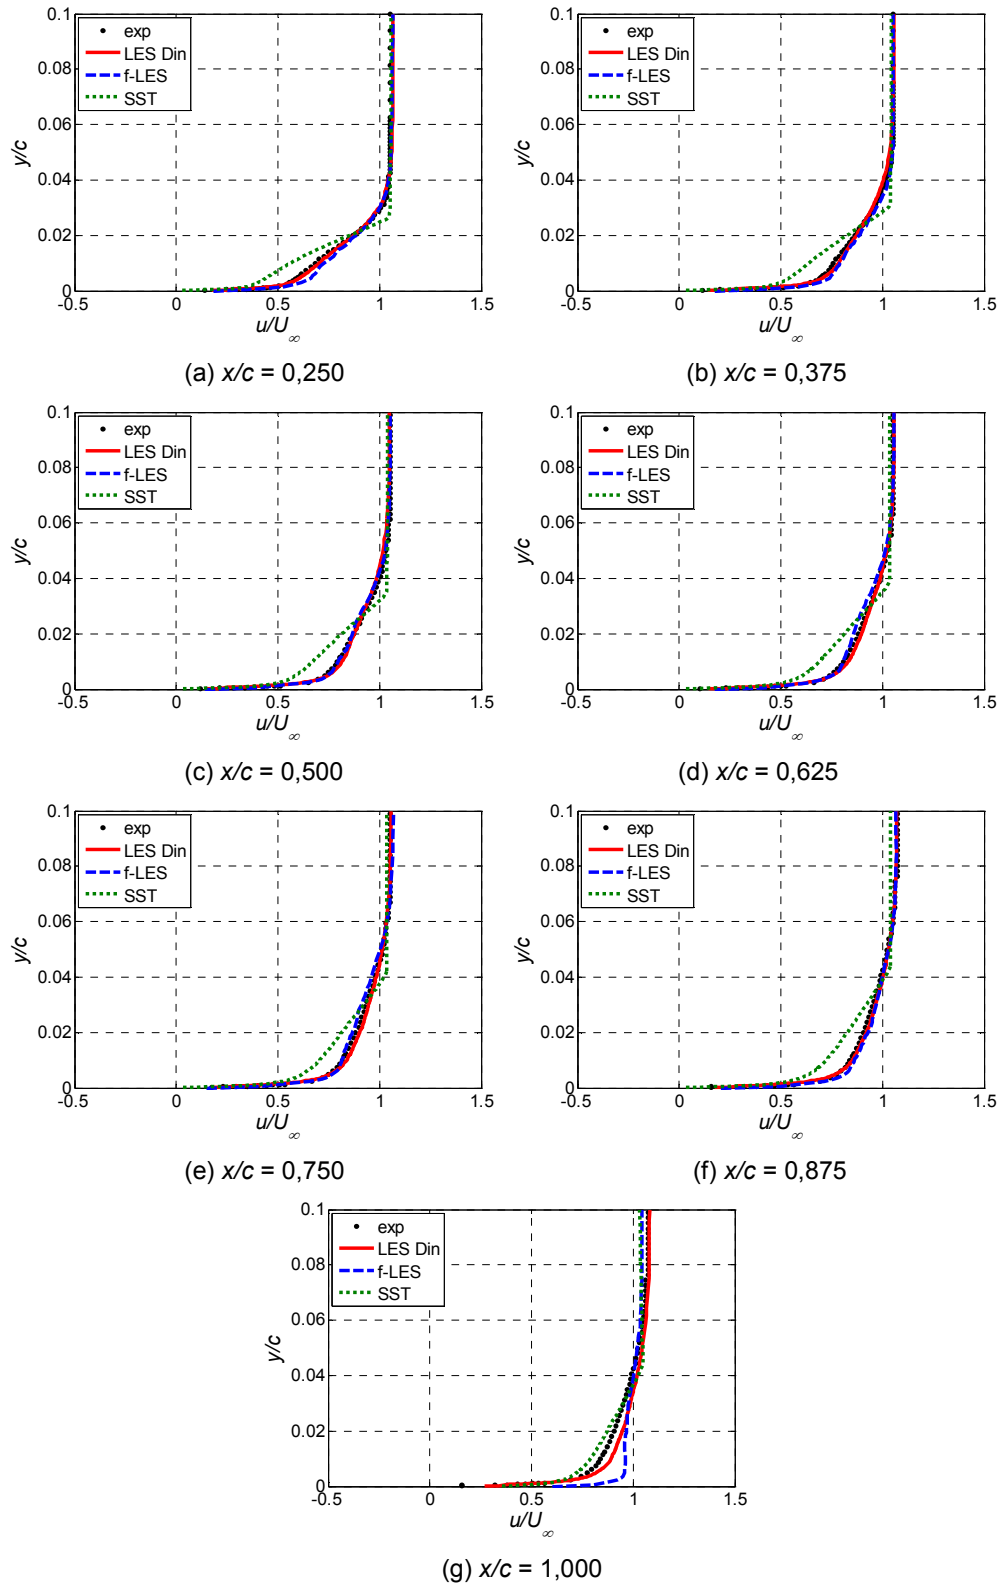 0.1
exp
LES Din
f-LES
SST
0.08
0.06
y/c
0.04
0.02
0
-0.5 0 0.5 1 1.5
u/U∞
(a) x/c = 0,250
0.1
exp
LES Din
f-LES
SST
0.08
0.06
y/c
0.04
0.02
0
-0.5 0 0.5 1 1.5
u/U∞
(b) x/c = 0,375
0.1
exp
LES Din
f-LES
SST
0.08
0.06
y/c
0.04
0.02
0
-0.5 0 0.5 1 1.5
u/U∞
(c) x/c = 0,500
0.1
exp
LES Din
f-LES
SST
0.08
0.06
y/c
0.04
0.02
0
-0.5 0 0.5 1 1.5
u/U∞
(d) x/c = 0,625
0.1
exp
LES Din
f-LES
SST
0.08
0.06
y/c
0.04
0.02
0
-0.5 0 0.5 1 1.5
u/U∞
(e) x/c = 0,750
0.1
exp
LES Din
f-LES
SST
0.08
0.06
y/c
0.04
0.02
0
-0.5 0 0.5 1 1.5
u/U∞
(f) x/c = 0,875
0.1
exp
LES Din
f-LES
SST
0.08
0.06
y/c
0.04
0.02
0
-0.5 0 0.5 1 1.5
u/U∞
(g) x/c = 1,000